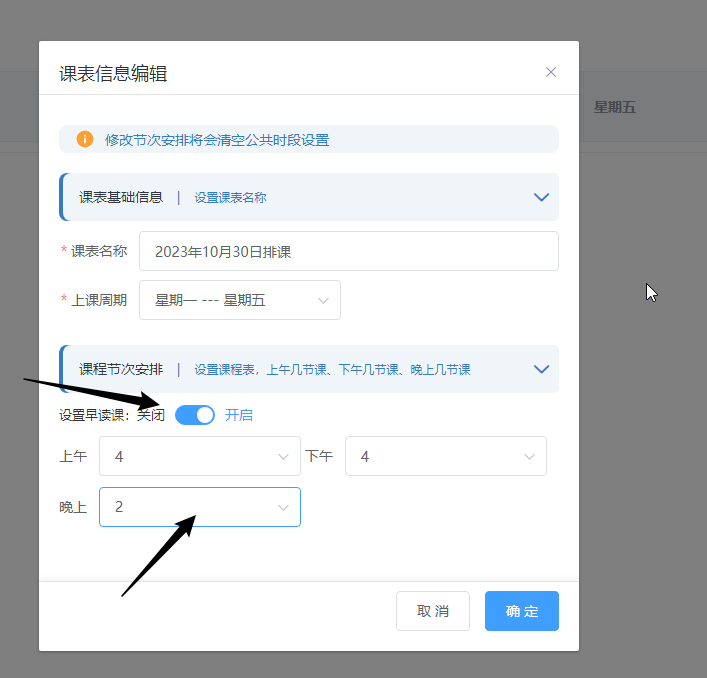 课表信息编辑
星期五
修改节次安排将会清空公共时段设置
课表基础信息 | 设置课表名称
* 课表名称 2023年10月30日排课
* 上课周期 星期一 --- 星期五
课程节次安排 | 设置课程表，上午几节课、下午几节课、晚上几节课
设置早读课：关闭 开启
上午 4 下午 4
晚上 2
取消 确定